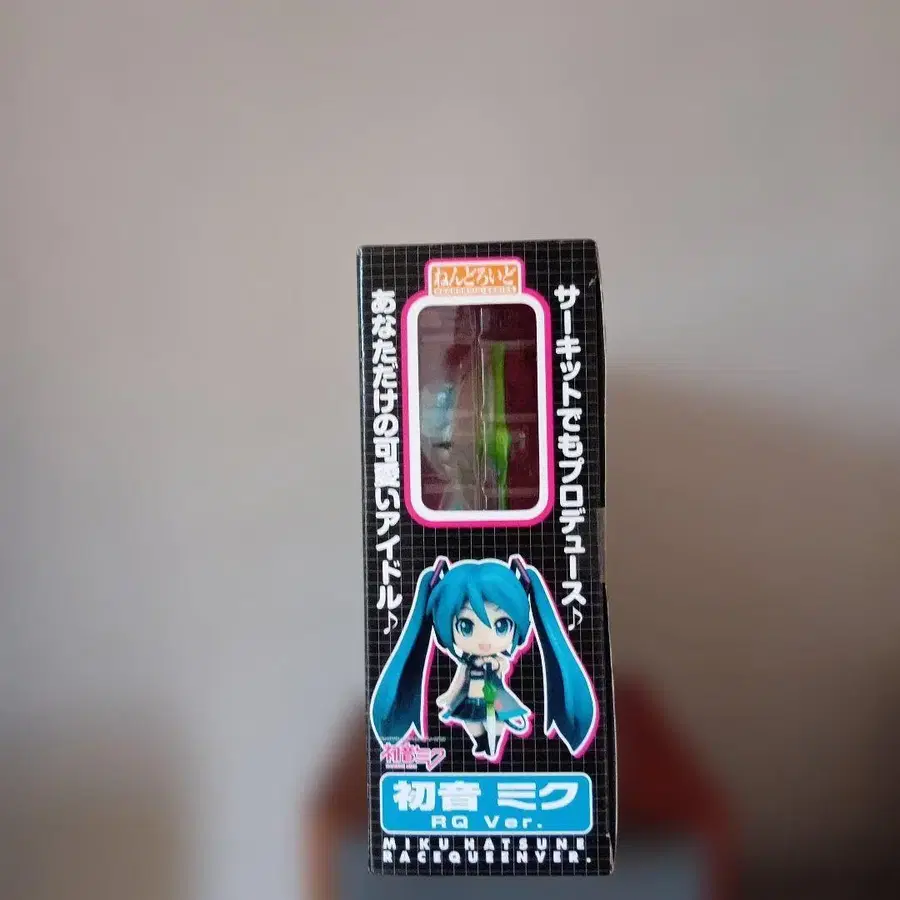 ねんどろいど
サーキットでもプロデュース♪
あなただけの可愛いアイドル♪
初音ミク
初音 ミク
RQ Ver.
MIKU HATSUNE
RACEQUEENVER.